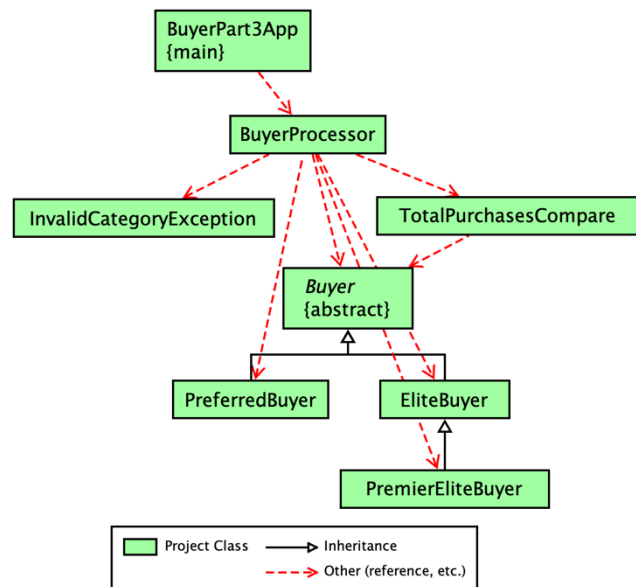 BuyerPart3App
{main}
BuyerProcessor
InvalidCategoryException
TotalPurchasesCompare
Buyer
{abstract}
PreferredBuyer
EliteBuyer
PremierEliteBuyer
Project Class
Inheritance
Other (reference, etc.)